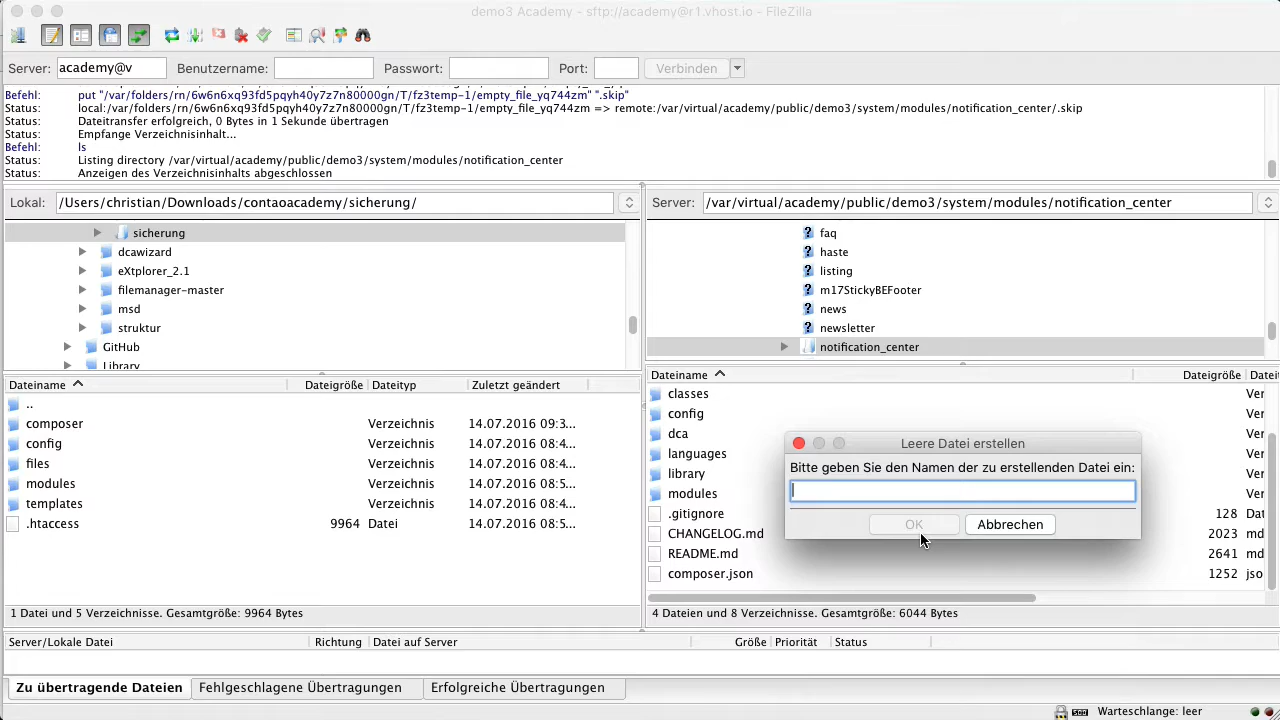 demo3 Academy - sftp://academy@r1.vhost.io - FileZilla
Server: academy@v Benutzername: Passwort: Port: Verbinden
Befehl: put "/var/folders/rn/6w6n6xq93fd5pqyh40y7z7n80000gn/T/fz3temp-1/empty_file_yq744zm" ".skip"
Status: local:/var/folders/rn/6w6n6xq93fd5pqyh40y7z7n80000gn/T/fz3temp-1/empty_file_yq744zm => remote:/var/virtual/academy/public/demo3/system/modules/notification_center/.skip
Status: Dateitransfer erfolgreich, 0 Bytes in 1 Sekunde übertragen
Status: Empfange Verzeichnisinhalt...
Befehl: ls
Status: Listing directory /var/virtual/academy/public/demo3/system/modules/notification_center
Status: Anzeigen des Verzeichnisinhalts abgeschlossen
Lokal: /Users/christian/Downloads/contaoacademy/sicherung/
sicherung
dcawizard
eXtplorer_2.1
filemanager-master
msd
struktur
GitHub
Library
Dateiname Dateigröße Dateityp Zuletzt geändert
..
composer Verzeichnis 14.07.2016 09:3...
config Verzeichnis 14.07.2016 08:4...
files Verzeichnis 14.07.2016 08:4...
modules Verzeichnis 14.07.2016 08:5...
templates Verzeichnis 14.07.2016 08:4...
.htaccess 9964 Datei 14.07.2016 08:5...
1 Datei und 5 Verzeichnisse. Gesamtgröße: 9964 Bytes
Server: /var/virtual/academy/public/demo3/system/modules/notification_center
faq
haste
listing
m17StickyBEFooter
news
newsletter
notification_center
Dateiname Dateigröße Datei
classes Ver
config Ver
dca Ver
languages Ver
library Ver
modules Ver
.gitignore 128 Dat
CHANGELOG.md 2023 md
README.md 2641 md
composer.json 1252 jso
4 Dateien und 8 Verzeichnisse. Gesamtgröße: 6044 Bytes
Leere Datei erstellen
Bitte geben Sie den Namen der zu erstellenden Datei ein:
OK Abbrechen
Server/Lokale Datei Richtung Datei auf Server Größe Priorität Status
Zu übertragende Dateien Fehlgeschlagene Übertragungen Erfolgreiche Übertragungen
Warteschlange: leer